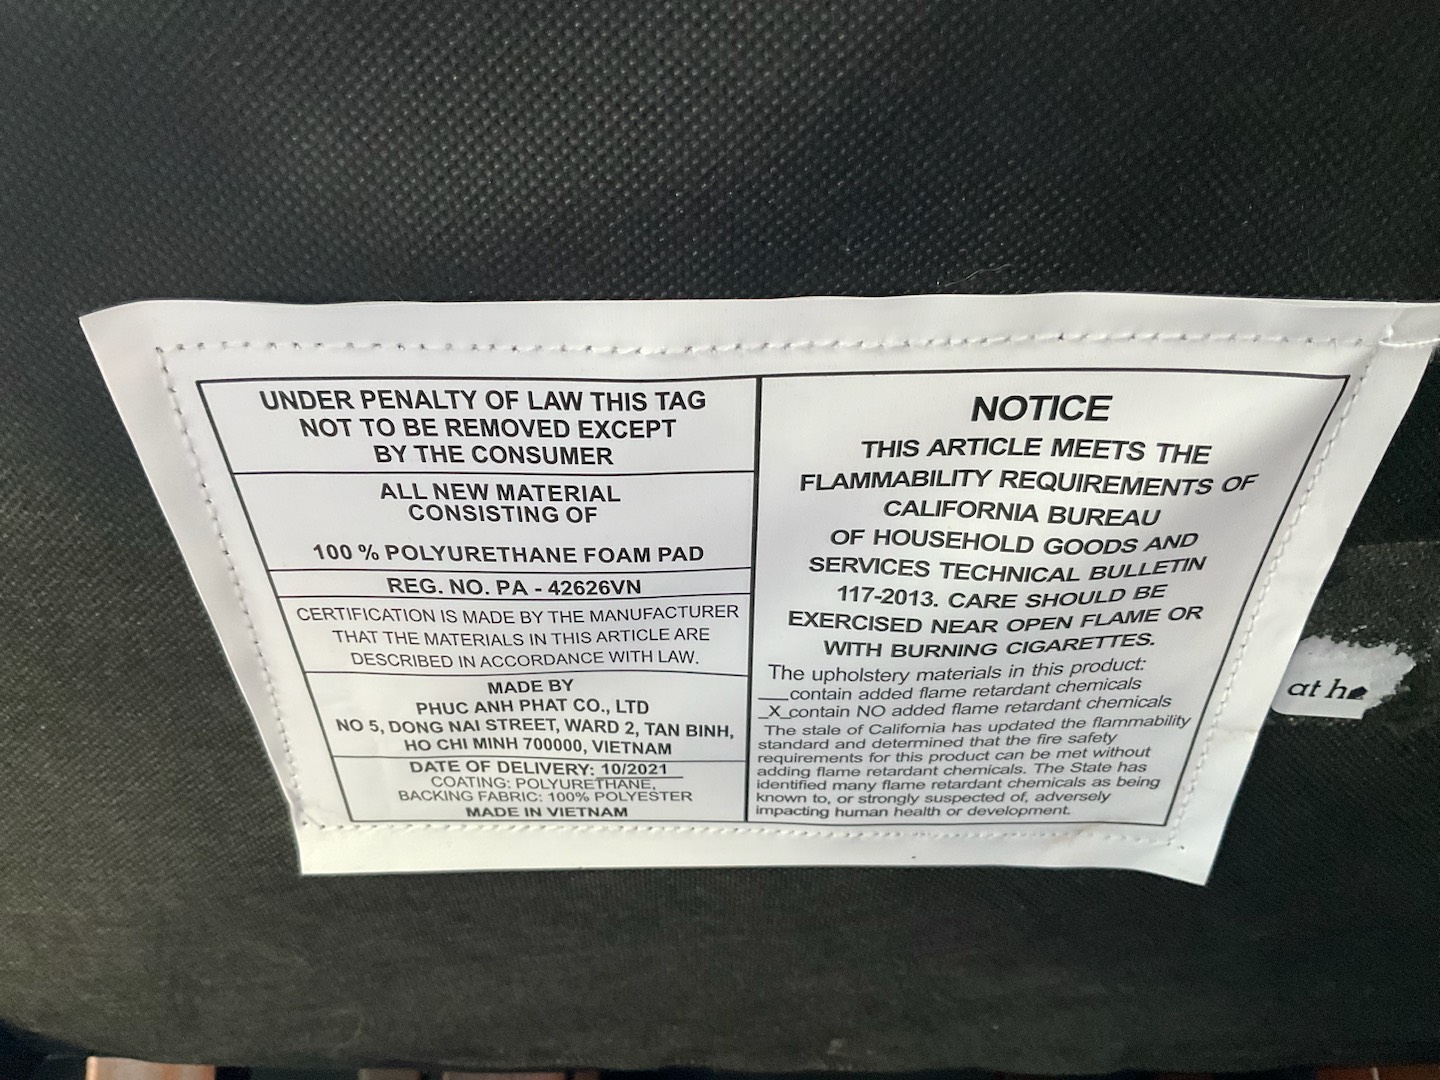 UNDER PENALTY OF LAW THIS TAG
NOT TO BE REMOVED EXCEPT
BY THE CONSUMER
ALL NEW MATERIAL
CONSISTING OF
100 % POLYURETHANE FOAM PAD
REG. NO. PA - 42626VN
CERTIFICATION IS MADE BY THE MANUFACTURER
THAT THE MATERIALS IN THIS ARTICLE ARE
DESCRIBED IN ACCORDANCE WITH LAW.
MADE BY
PHUC ANH PHAT CO., LTD
NO 5, DONG NAI STREET, WARD 2, TAN BINH,
HO CHI MINH 700000, VIETNAM
DATE OF DELIVERY: 10/2021
COATING: POLYURETHANE,
BACKING FABRIC: 100% POLYESTER
MADE IN VIETNAM
NOTICE
THIS ARTICLE MEETS THE
FLAMMABILITY REQUIREMENTS OF
CALIFORNIA BUREAU
OF HOUSEHOLD GOODS AND
SERVICES TECHNICAL BULLETIN
117-2013. CARE SHOULD BE
EXERCISED NEAR OPEN FLAME OR
WITH BURNING CIGARETTES.
The upholstery materials in this product:
___contain added flame retardant chemicals
_X_contain NO added flame retardant chemicals
The stale of California has updated the flammability
standard and determined that the fire safety
requirements for this product can be met without
adding flame retardant chemicals. The State has
identified many flame retardant chemicals as being
known to, or strongly suspected of, adversely
impacting human health or development.
at h